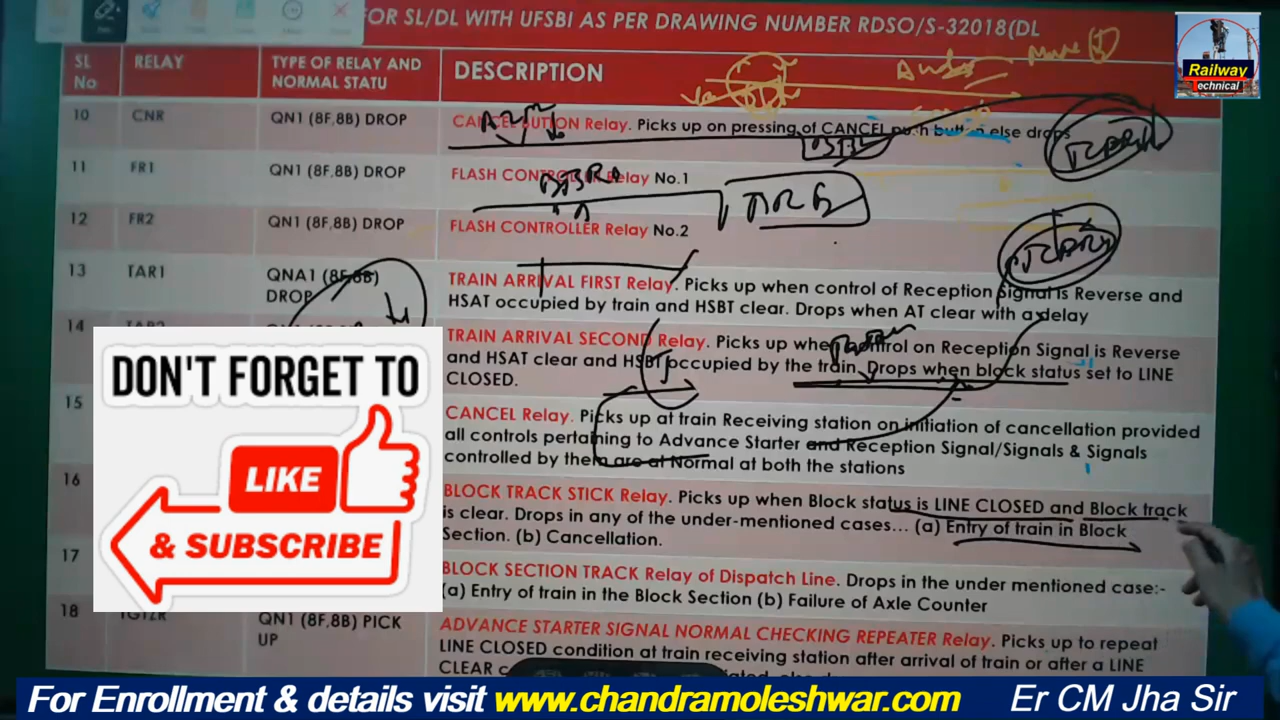 FOR SL/DL WITH UFSBI AS PER DRAWING NUMBER RDSO/S-32018(DL
Railway
Technical
SL No RELAY TYPE OF RELAY AND NORMAL STATU DESCRIPTION
10 CNR QN1 (8F,8B) DROP CANCEL BUTION Relay. Picks up on pressing of CANCEL push button else drops
11 FR1 QN1 (8F,8B) DROP FLASH CONTROLLER Relay No.1
12 FR2 QN1 (8F,8B) DROP FLASH CONTROLLER Relay No.2
13 TAR1 QNA1 (8F,8B) DROP TRAIN ARRIVAL FIRST Relay. Picks up when control of Reception Signal is Reverse and
HSAT occupied by train and HSBT clear. Drops when AT clear with a delay
14 TAR2 TRAIN ARRIVAL SECOND Relay. Picks up when control on Reception Signal is Reverse
and HSAT clear and HSBT occupied by the train. Drops when block status set to LINE
CLOSED.
15 CANCEL Relay. Picks up at train Receiving station on initiation of cancellation provided
all controls pertaining to Advance Starter and Reception Signal/Signals & Signals
controlled by them are at Normal at both the stations
16 BLOCK TRACK STICK Relay. Picks up when Block status is LINE CLOSED and Block track
is clear. Drops in any of the under-mentioned cases... (a) Entry of train in Block
Section. (b) Cancellation.
17 BLOCK SECTION TRACK Relay of Dispatch Line. Drops in the under mentioned case:-
(a) Entry of train in the Block Section (b) Failure of Axle Counter
18 QN1 (8F,8B) PICK UP ADVANCE STARTER SIGNAL NORMAL CHECKING REPEATER Relay. Picks up to repeat
LINE CLOSED condition at train receiving station after arrival of train or after a LINE
CLEAR
DON'T FORGET TO
LIKE
& SUBSCRIBE
For Enrollment & details visit www.chandramoleshwar.com Er CM Jha Sir